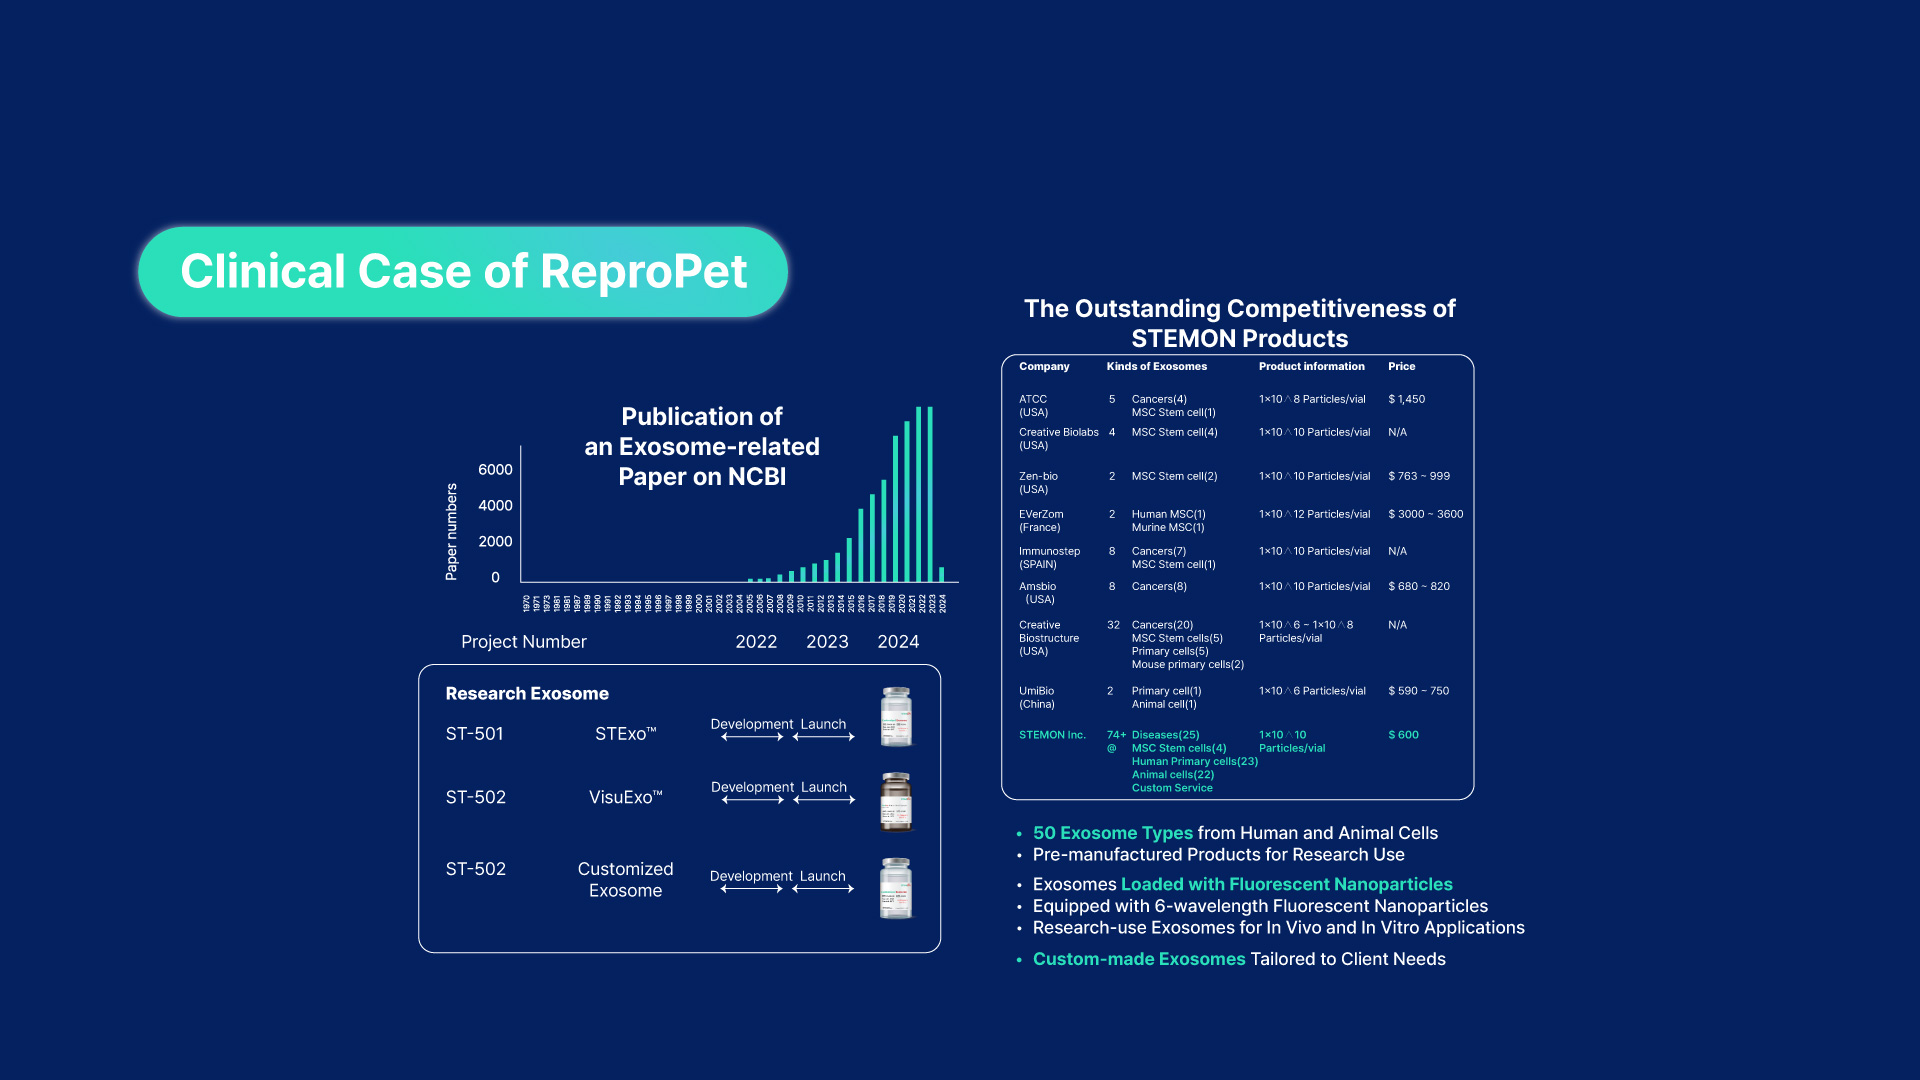 Clinical Case of ReproPet
Publication of
an Exosome-related
Paper on NCBI
Paper numbers
6000
4000
2000
0
1970 1971 1973 1981 1981 1987 1989 1990 1991 1992 1993 1994 1995 1996 1997 1998 1999 2000 2001 2002 2003 2004 2005 2006 2007 2008 2009 2010 2011 2012 2013 2014 2015 2016 2017 2018 2019 2020 2021 2022 2023 2024
Project Number 2022 2023 2024
Research Exosome
ST-501 STExo™ Development Launch
ST-502 VisuExo™ Development Launch
ST-502 Customized Development Launch
Exosome
The Outstanding Competitiveness of
STEMON Products
Company Kinds of Exosomes Product information Price
ATCC 5 Cancers(4) 1×10^8 Particles/vial $ 1,450
(USA) MSC Stem cell(1)
Creative Biolabs 4 MSC Stem cell(4) 1×10^10 Particles/vial N/A
(USA)
Zen-bio 2 MSC Stem cell(2) 1×10^10 Particles/vial $ 763 ~ 999
(USA)
EVerZom 2 Human MSC(1) 1×10^12 Particles/vial $ 3000 ~ 3600
(France) Murine MSC(1)
Immunostep 8 Cancers(7) 1×10^10 Particles/vial N/A
(SPAIN) MSC Stem cell(1)
Amsbio 8 Cancers(8) 1×10^10 Particles/vial $ 680 ~ 820
(USA)
Creative 32 Cancers(20) 1×10^6 ~ 1×10^8 N/A
Biostructure MSC Stem cells(5) Particles/vial
(USA) Primary cells(5)
Mouse primary cells(2)
UmiBio 2 Primary cell(1) 1×10^6 Particles/vial $ 590 ~ 750
(China) Animal cell(1)
STEMON Inc. 74+ Diseases(25) 1×10^10 $ 600
@ MSC Stem cells(4) Particles/vial
Human Primary cells(23)
Animal cells(22)
Custom Service
• 50 Exosome Types from Human and Animal Cells
• Pre-manufactured Products for Research Use
• Exosomes Loaded with Fluorescent Nanoparticles
• Equipped with 6-wavelength Fluorescent Nanoparticles
• Research-use Exosomes for In Vivo and In Vitro Applications
• Custom-made Exosomes Tailored to Client Needs